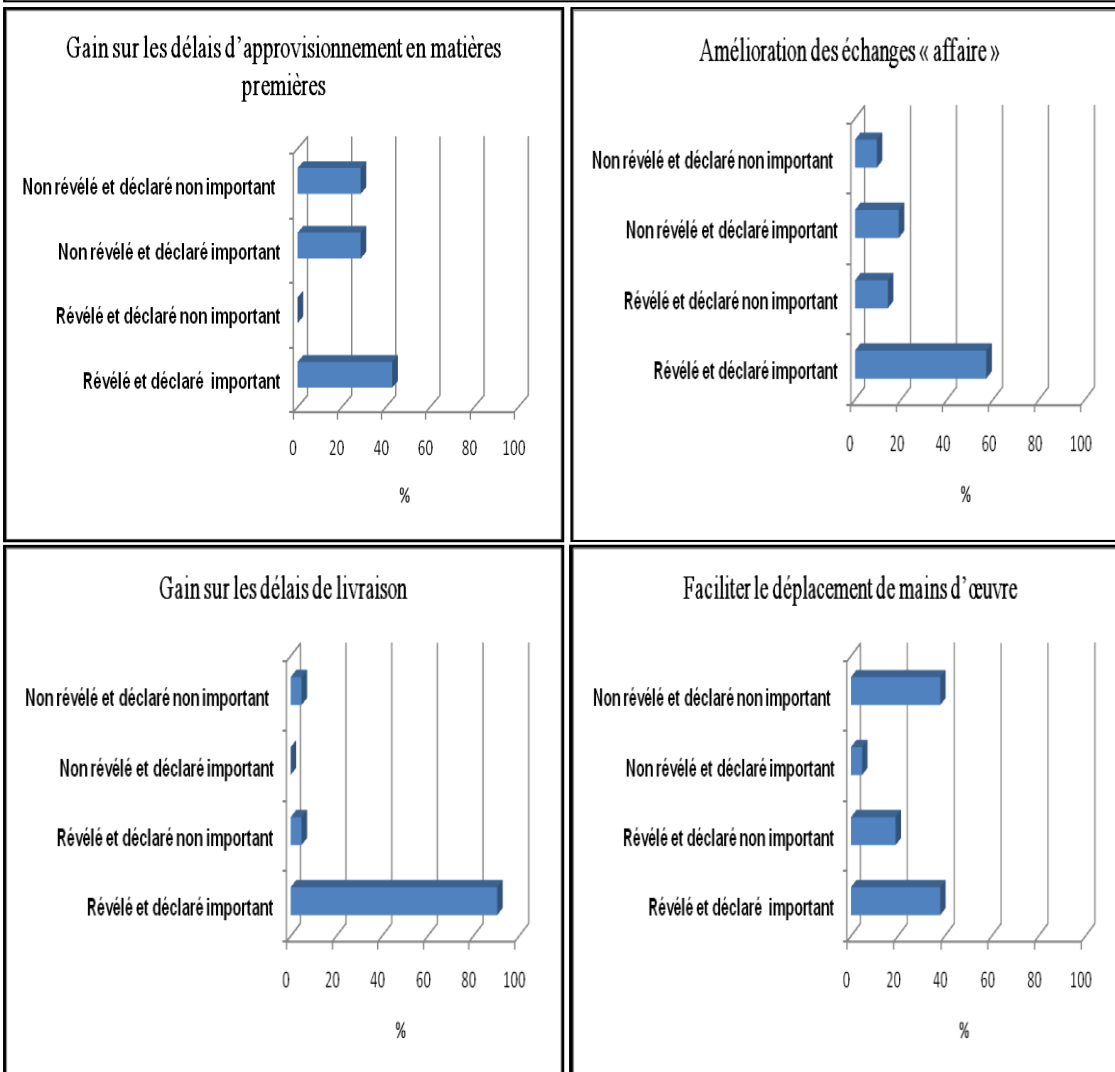 Gain sur les délais d’approvisionnement en matières
premières
Non révélé et déclaré non important
Non révélé et déclaré important
Révélé et déclaré non important
Révélé et déclaré  important
0 20 40 60 80 100
%
Amélioration des échanges « affaire »
Non révélé et déclaré non important
Non révélé et déclaré important
Révélé et déclaré non important
Révélé et déclaré important
0 20 40 60 80 100
%
Gain sur les délais de livraison
Non révélé et déclaré non important
Non révélé et déclaré important
Révélé et déclaré non important
Révélé et déclaré important
0 20 40 60 80 100
%
Faciliter le déplacement de mains d’œuvre
Non révélé et déclaré non important
Non révélé et déclaré important
Révélé et déclaré non important
Révélé et déclaré  important
0 20 40 60 80 100
%